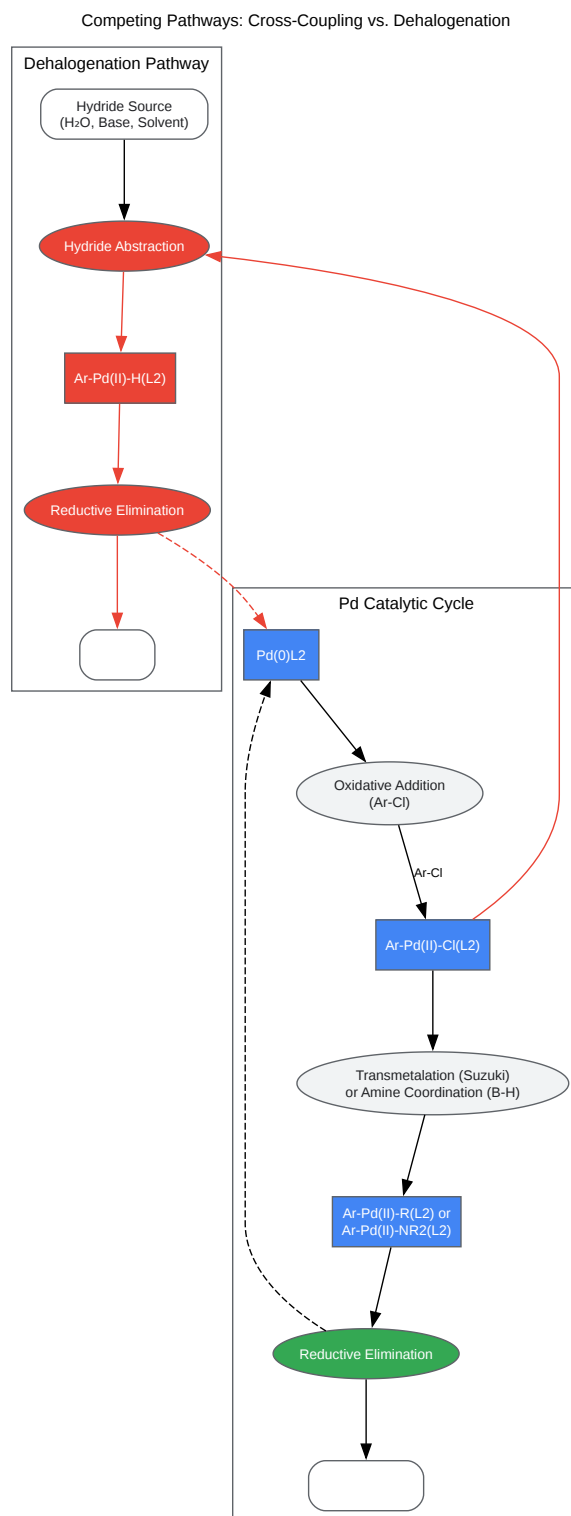 Competing Pathways: Cross-Coupling vs. Dehalogenation
Dehalogenation Pathway
Hydride Source
(H₂O, Base, Solvent)
Hydride Abstraction
Ar-Pd(II)-H(L2)
Reductive Elimination
Pd Catalytic Cycle
Pd(0)L2
Oxidative Addition
(Ar-Cl)
Ar-Cl
Ar-Pd(II)-Cl(L2)
Transmetalation (Suzuki)
or Amine Coordination (B-H)
Ar-Pd(II)-R(L2) or
Ar-Pd(II)-NR2(L2)
Reductive Elimination